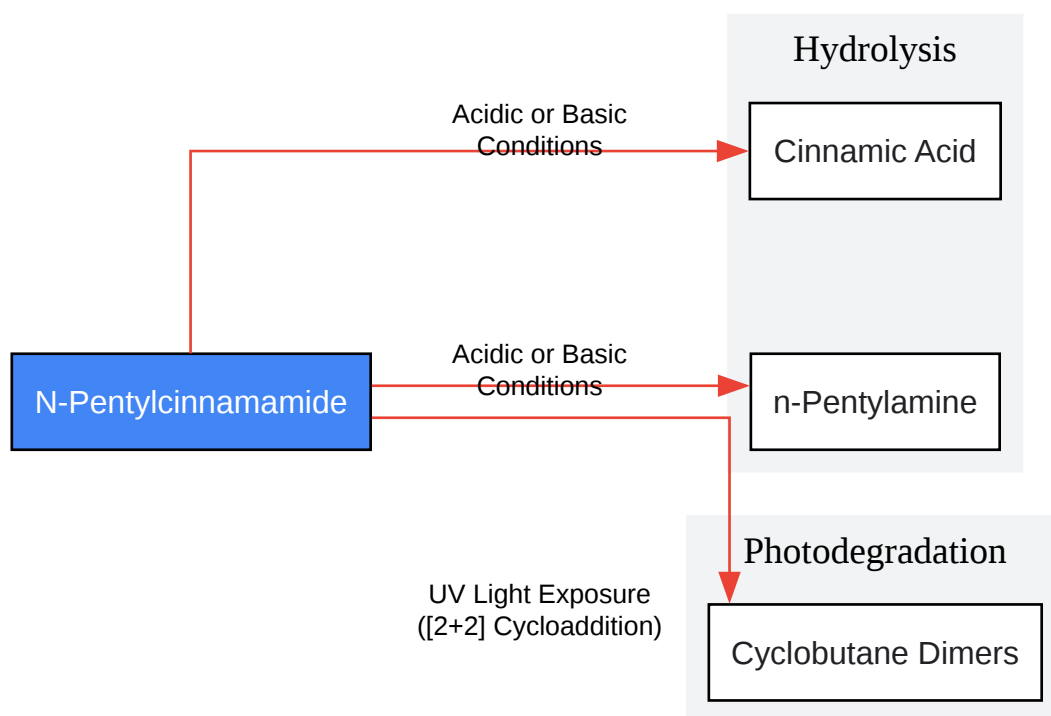 Hydrolysis
Acidic or Basic
Conditions
Cinnamic Acid
Acidic or Basic
Conditions
N-Pentylcinnamamide
n-Pentylamine
Photodegradation
UV Light Exposure
([2+2] Cycloaddition)
Cyclobutane Dimers